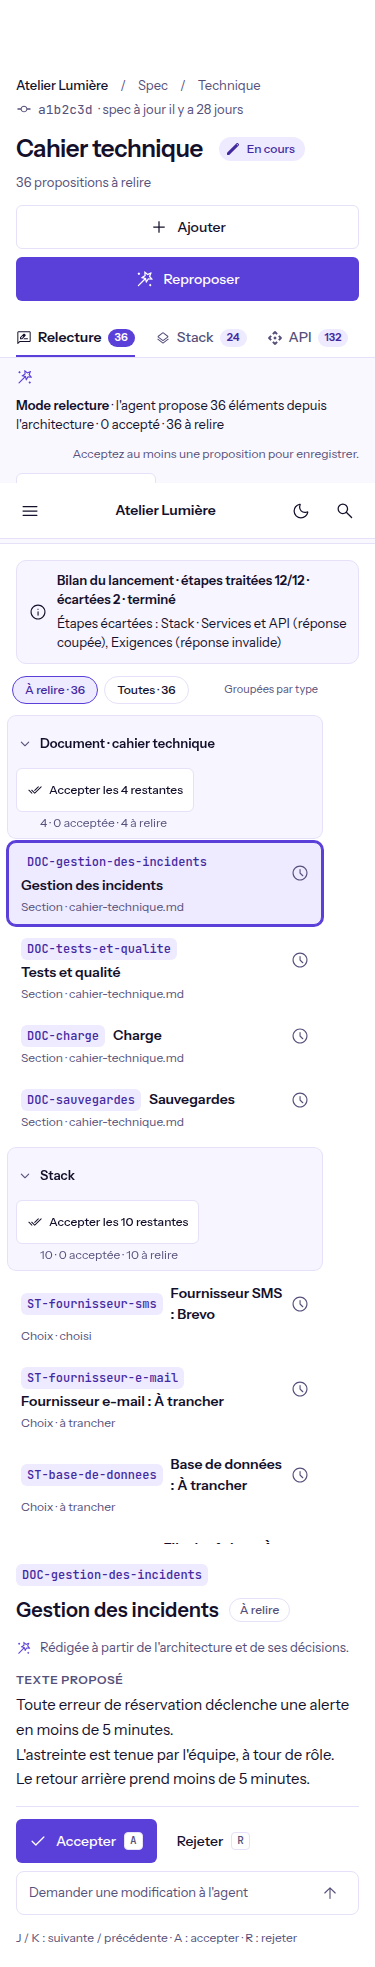 Atelier Lumière / Spec / Technique
a1b2c3d · spec à jour il y a 28 jours
Cahier technique En cours
36 propositions à relire
Ajouter
Reproposer
Relecture 36 Stack 24 API 132
Mode relecture · l'agent propose 36 éléments depuis
l'architecture · 0 accepté · 36 à relire
Acceptez au moins une proposition pour enregistrer.
Atelier Lumière
Bilan du lancement · étapes traitées 12/12 ·
écartées 2 · terminé
Étapes écartées : Stack · Services et API (réponse
coupée), Exigences (réponse invalide)
À relire · 36 Toutes · 36 Groupées par type
Document · cahier technique
Accepter les 4 restantes
4 · 0 acceptée · 4 à relire
DOC-gestion-des-incidents
Gestion des incidents
Section · cahier-technique.md
DOC-tests-et-qualite
Tests et qualité
Section · cahier-technique.md
DOC-charge Charge
Section · cahier-technique.md
DOC-sauvegardes Sauvegardes
Section · cahier-technique.md
Stack
Accepter les 10 restantes
10 · 0 acceptée · 10 à relire
ST-fournisseur-sms Fournisseur SMS
: Brevo
Choix · choisi
ST-fournisseur-e-mail
Fournisseur e-mail : À trancher
Choix · à trancher
ST-base-de-donnees Base de données
: À trancher
Choix · à trancher
DOC-gestion-des-incidents
Gestion des incidents À relire
Rédigée à partir de l'architecture et de ses décisions.
TEXTE PROPOSÉ
Toute erreur de réservation déclenche une alerte
en moins de 5 minutes.
L'astreinte est tenue par l'équipe, à tour de rôle.
Le retour arrière prend moins de 5 minutes.
Accepter A Rejeter R
Demander une modification à l'agent
J / K : suivante / précédente · A : accepter · R : rejeter